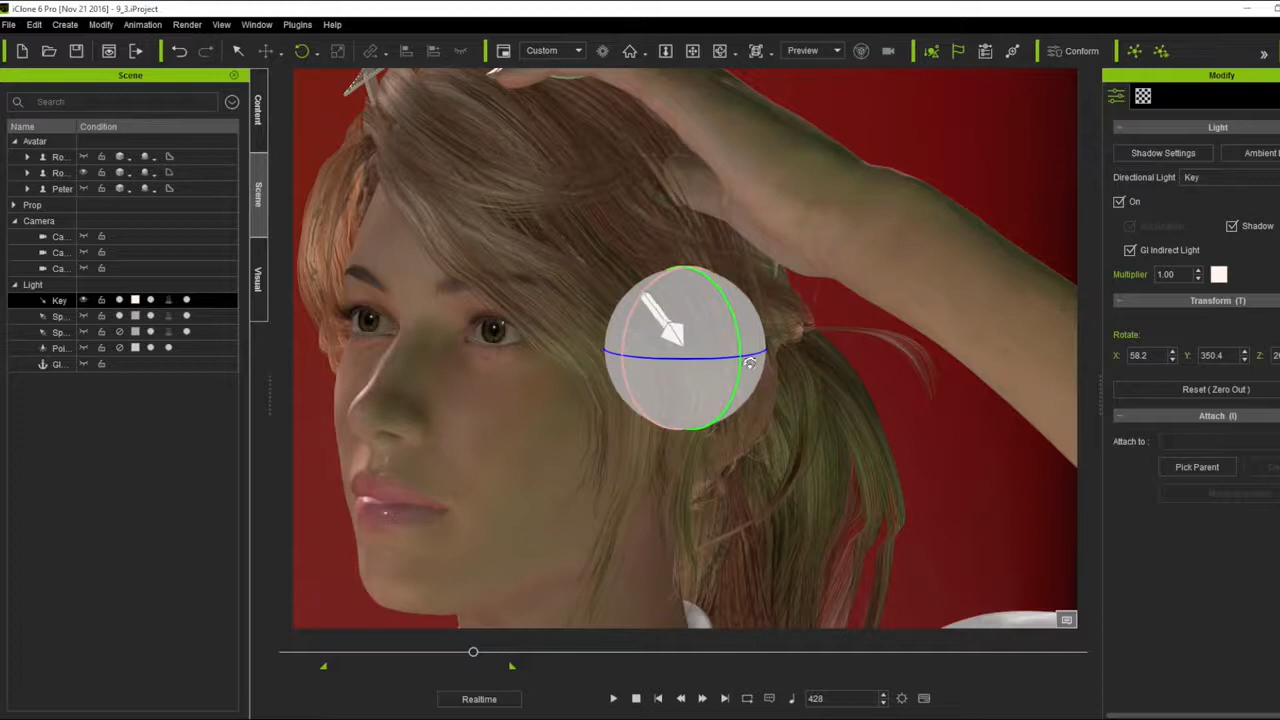 iClone 6 Pro [Nov 21 2016] - 9_3.iProject
File Edit Create Modify Animation Render View Window Plugins Help
Custom Preview Conform
Scene
Modify
Search
Content
Scene
Visual
Name Condition
Avatar
Ro...
Ro...
Peter
Prop
Camera
Ca...
Ca...
Ca...
Light
Key
Sp...
Sp...
Poi...
Gl...
Light
Shadow Settings Ambient
Directional Light Key
On
Shadow
GI Indirect Light
Multiplier 1.00
Transform (T)
Rotate:
X: 58.2 Y: 350.4 Z:
Reset ( Zero Out )
Attach (I)
Attach to :
Pick Parent
Realtime
428